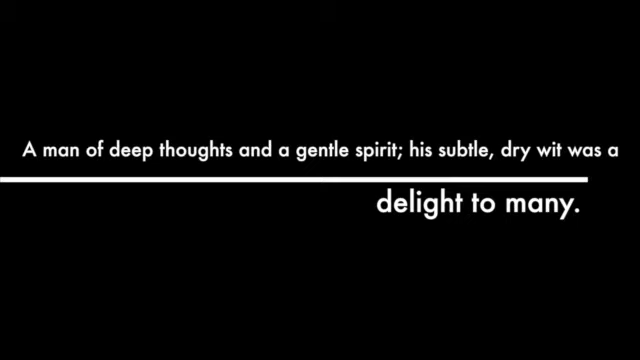 A man of deep thoughts and a gentle spirit; his subtle, dry wit was a
delight to many.